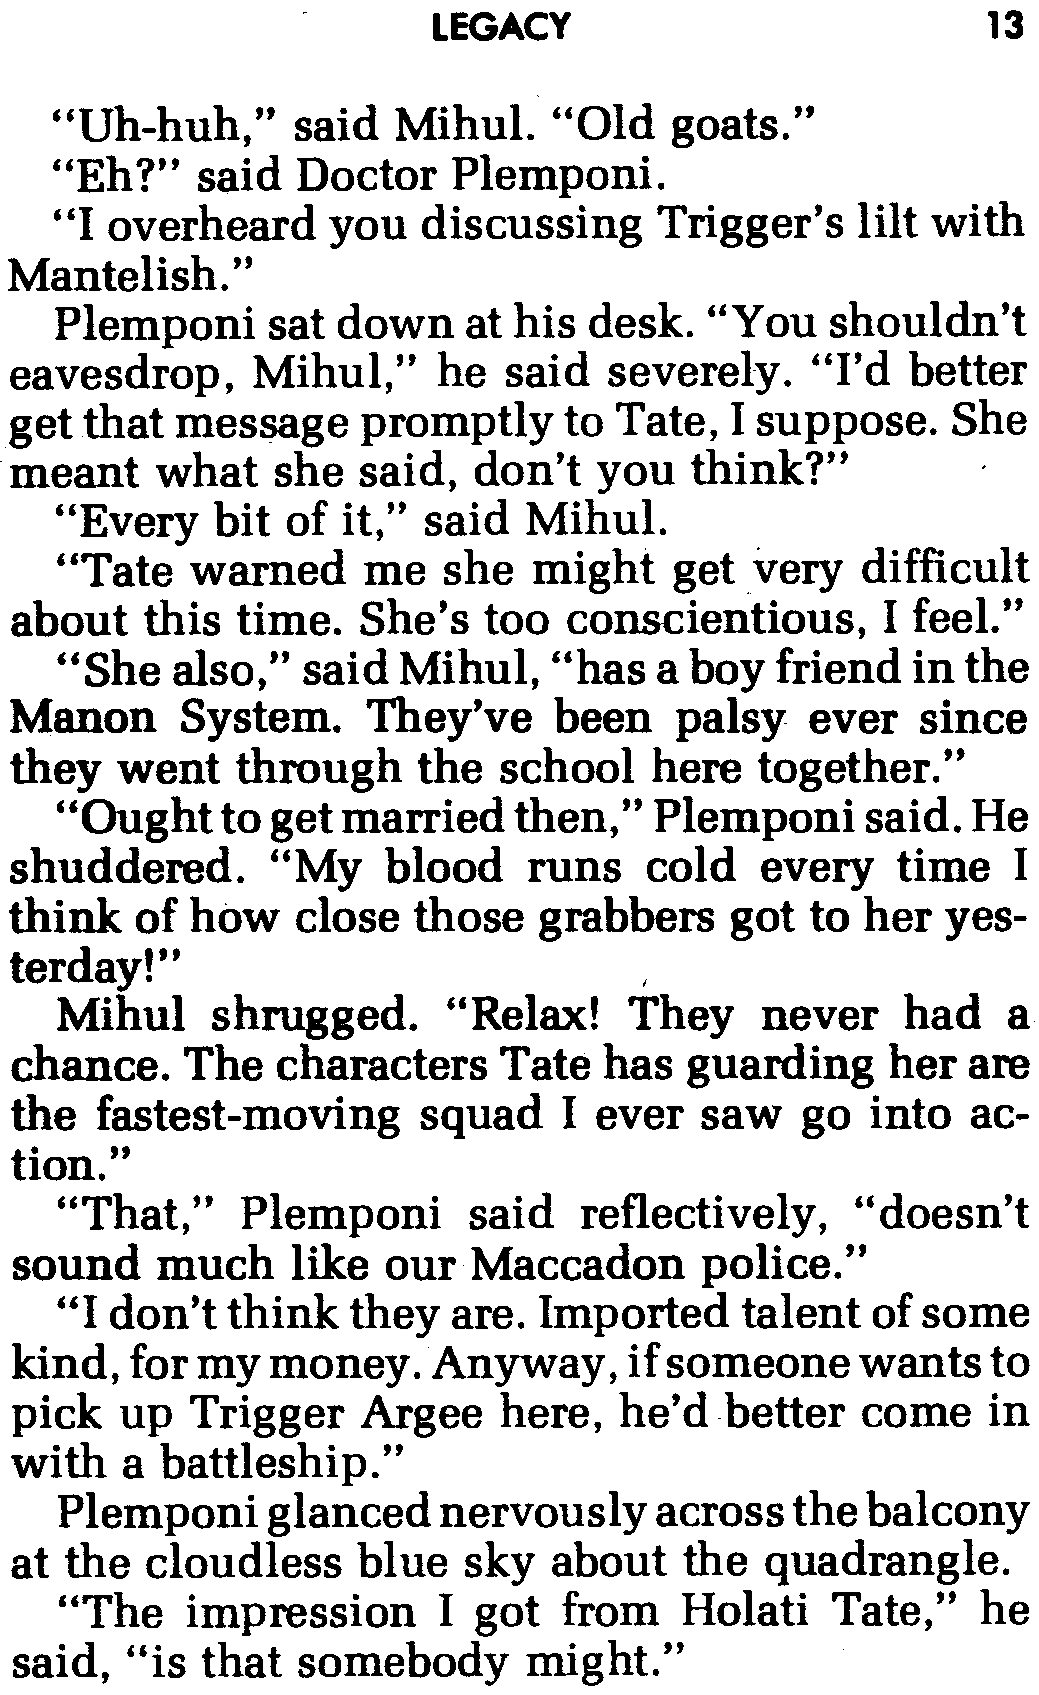 LEGACY 13
“Uh-huh,” said Mihul. “Old goats.”
“Eh?” said Doctor Plemponi.
“I overheard you discussing Trigger’s lilt with
Mantelish.”
Plemponi sat down at his desk. “You shouldn’t
eavesdrop, Mihul,” he said severely. “I’d better
get that message promptly to Tate, I suppose. She
meant what she said, don’t you think?”
“Every bit of it,” said Mihul.
“Tate warned me she might get very difficult
about this time. She’s too conscientious, I feel.”
“She also,” said Mihul, “has a boy friend in the
Manon System. They’ve been palsy ever since
they went through the school here together.”
“Ought to get married then,” Plemponi said. He
shuddered. “My blood runs cold every time I
think of how close those grabbers got to her yes-
terday!”
Mihul shrugged. “Relax! They never had a
chance. The characters Tate has guarding her are
the fastest-moving squad I ever saw go into ac-
tion.”
“That,” Plemponi said reflectively, “doesn’t
sound much like our Maccadon police.”
“I don’t think they are. Imported talent of some
kind, for my money. Anyway, if someone wants to
pick up Trigger Argee here, he’d better come in
with a battleship.”
Plemponi glanced nervously across the balcony
at the cloudless blue sky about the quadrangle.
“The impression I got from Holati Tate,” he
said, “is that somebody might.”